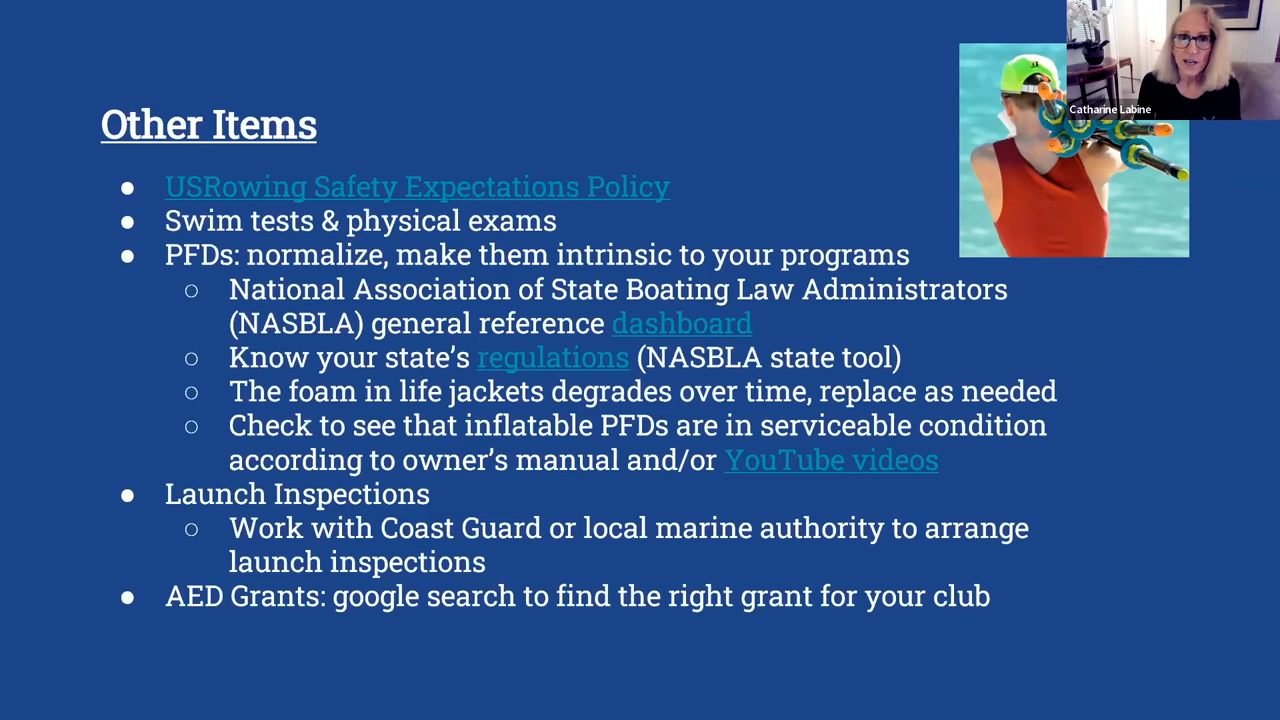 Catharine Labine
Other Items
● USRowing Safety Expectations Policy
● Swim tests & physical exams
● PFDs: normalize, make them intrinsic to your programs
○ National Association of State Boating Law Administrators
(NASBLA) general reference dashboard
○ Know your state’s regulations (NASBLA state tool)
○ The foam in life jackets degrades over time, replace as needed
○ Check to see that inflatable PFDs are in serviceable condition
according to owner’s manual and/or YouTube videos
● Launch Inspections
○ Work with Coast Guard or local marine authority to arrange
launch inspections
● AED Grants: google search to find the right grant for your club